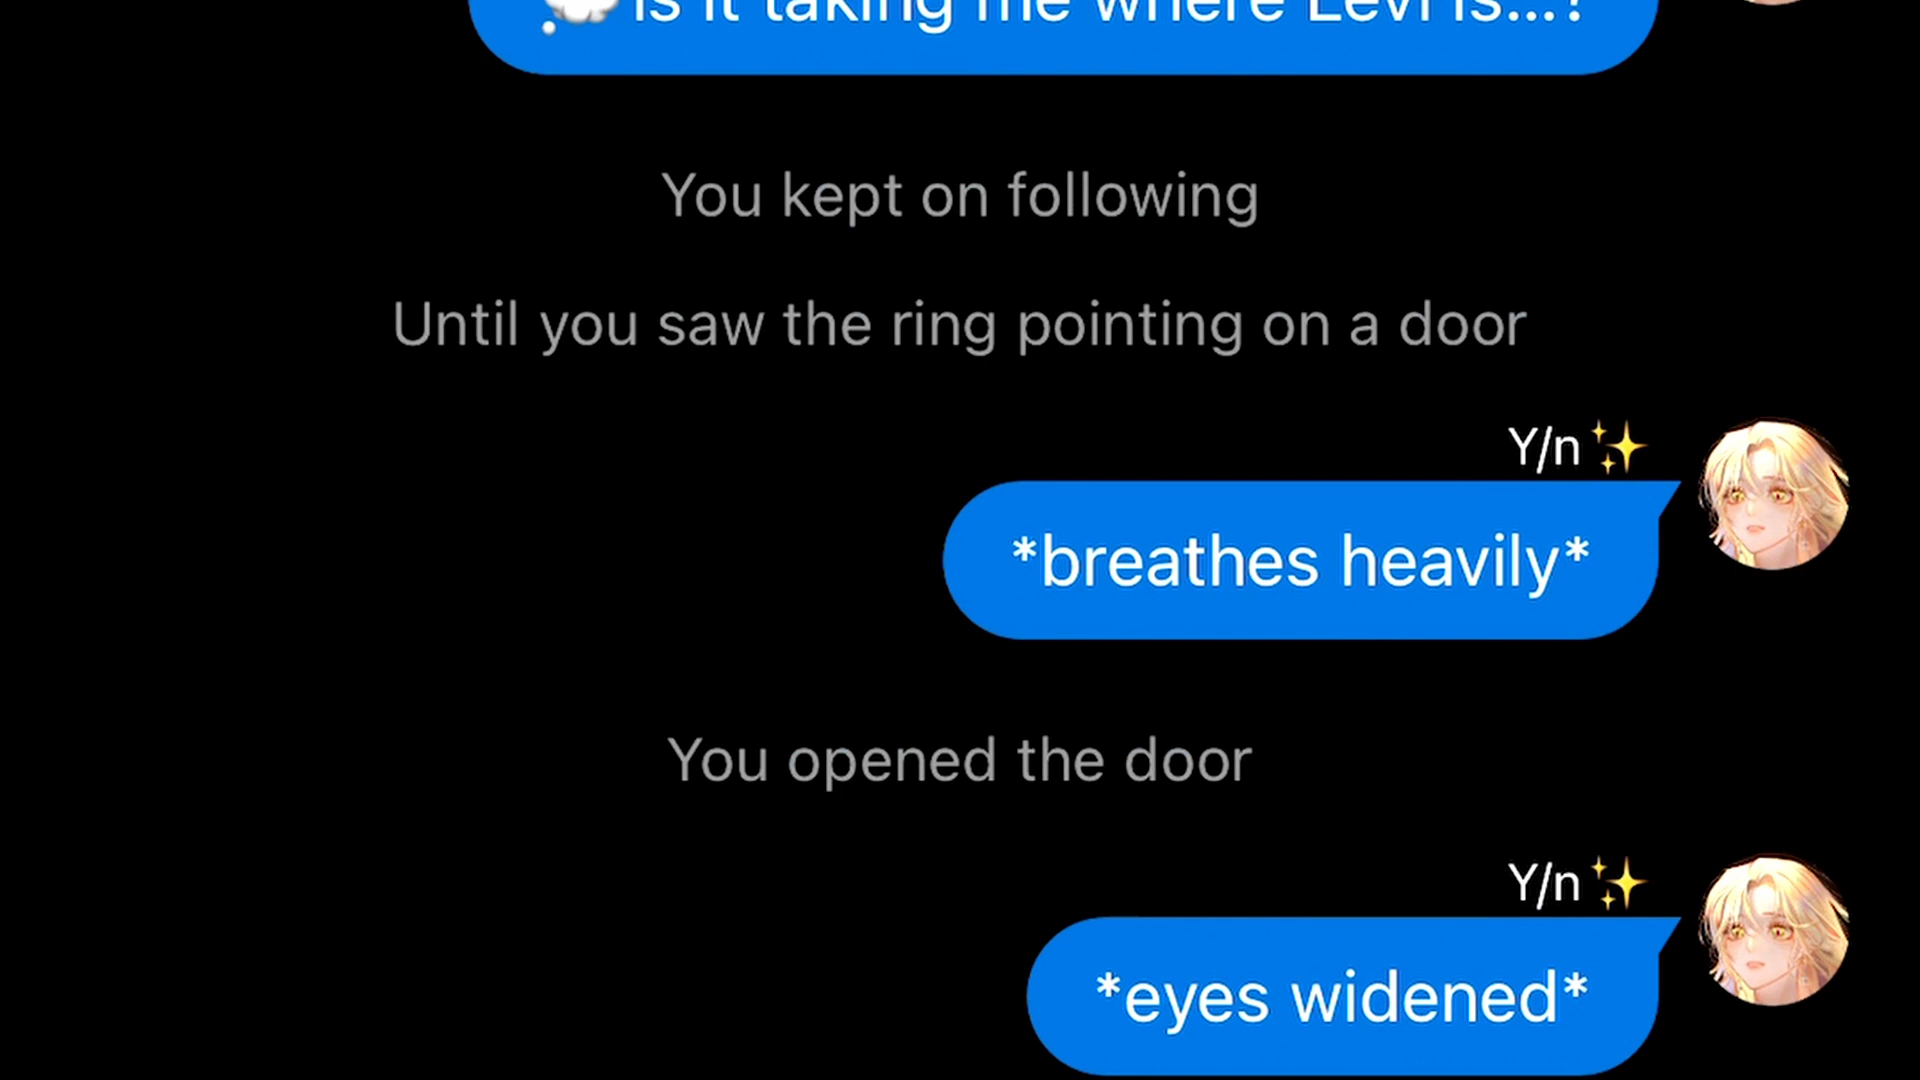 💭Is it taking me where Levi is...?
You kept on following
Until you saw the ring pointing on a door
Y/n✨
*breathes heavily*
You opened the door
Y/n✨
*eyes widened*